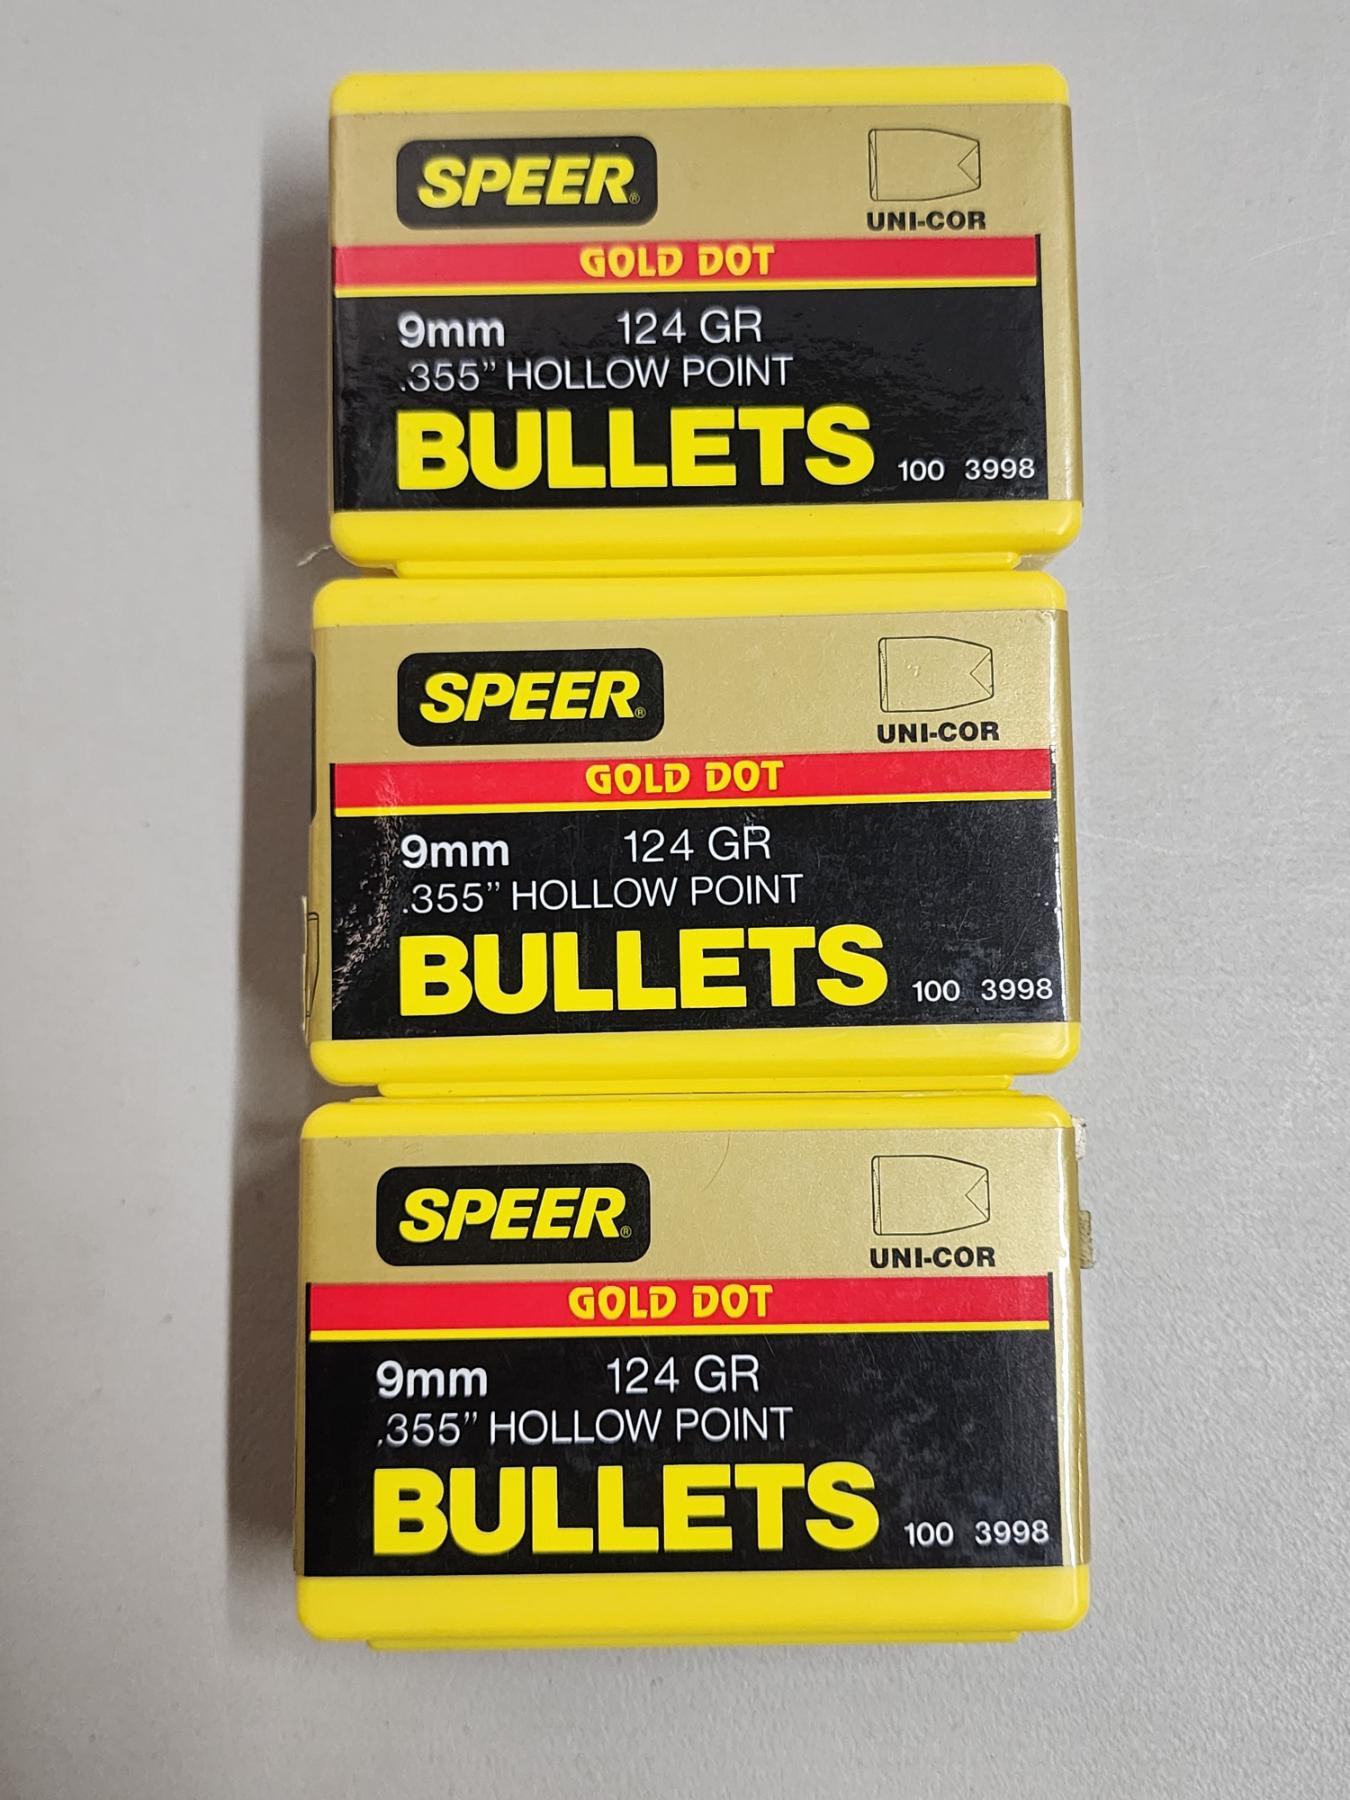 SPEER®
UNI-COR
GOLD DOT
9mm 124 GR
.355” HOLLOW POINT
BULLETS 100 3998
SPEER®
UNI-COR
GOLD DOT
9mm 124 GR
.355” HOLLOW POINT
BULLETS 100 3998
SPEER®
UNI-COR
GOLD DOT
9mm 124 GR
.355” HOLLOW POINT
BULLETS 100 3998